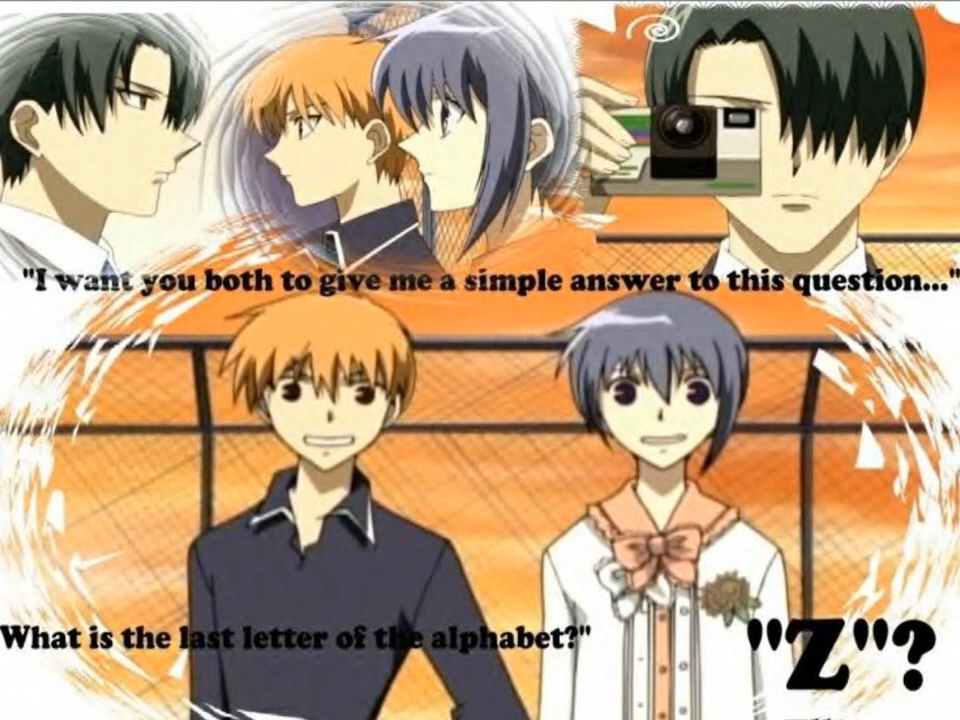 "I want you both to give me a simple answer to this question..."
What is the last letter of the alphabet?"
"Z"?